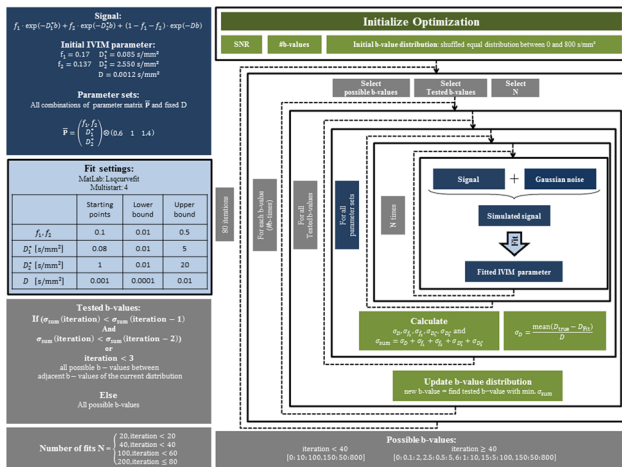 Signal:
f₁ · exp(−D₁*b) + f₂ · exp(−D₂*b) + (1 − f₁ − f₂) · exp(−Db)
Initial IVIM parameter:
f₁ = 0.17 D₁* = 0.085 s/mm²
f₂ = 0.137 D₂* = 2.550 s/mm²
D = 0.0012 s/mm²
Parameter sets:
All combinations of parameter matrix P̅ and fixed D
P̅ = (f₁, f₂ D₁* D₂*) ⊗ (0.6 1 1.4)
Fit settings:
MatLab: Lsqcurvefit
Multistart: 4
Starting points Lower bound Upper bound
f₁, f₂ 0.1 0.01 0.5
D₁* [s/mm²] 0.08 0.01 5
D₂* [s/mm²] 1 0.01 20
D [s/mm²] 0.001 0.0001 0.01
Tested b-values:
If (σsum(iteration) < σsum(iteration − 1)
And
σsum(iteration) < σsum(iteration − 2))
or
iteration < 3
all possible b − values between
adjacent b − values of the current distribution
Else
All possible b-values
Number of fits N = {
20, iteration < 20
40, iteration < 40
100, iteration < 60
200, iteration ≤ 80
Initialize Optimization
SNR
#b-values
Initial b-value distribution: shuffled equal distribution between 0 and 800 s/mm²
Select possible b-values
Select Tested b-values
Select N
80 iterations
For each b-value (#b-times)
For all Tested b-values
For all parameter sets
N times
Signal + Gaussian noise
Simulated signal
Fit
Fitted IVIM parameter
Calculate
σD, σf₁, σf₂, σD₁*, σD₂* and
σsum = σD + σf₁ + σf₂ + σD₁* + σD₂*
σD = mean(Dtrue − DFit) / D
Update b-value distribution
new b-value = find tested b-value with min. σsum
Possible b-values:
iteration < 40
[0: 10: 100, 150: 50: 800]
iteration ≥ 40
[0: 0.1: 2, 2.5: 0.5: 5, 6: 1: 10, 15: 5: 100, 150: 50: 800]